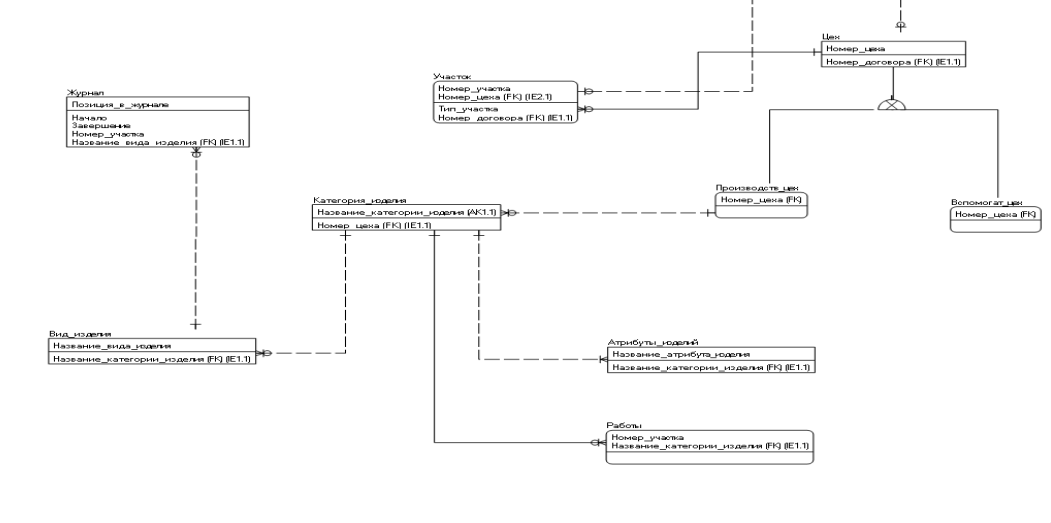 Цех
Номер_цеха
Номер_договора (FK) (IE1.1)
Участок
Номер_участка
Номер_цеха (FK) (IE2.1)
Тип_участка
Номер_договора (FK) (IE1.1)
Журнал
Позиция_в_журнале
Начало
Завершение
Номер_участка
Название_вида_изделия (FK) (IE1.1)
Производств_цех
Номер_цеха (FK)
Вспомогат_цех
Номер_цеха (FK)
Категория_изделия
Название_категории_изделия (AK1.1)
Номер_цеха (FK) (IE1.1)
Вид_изделия
Название_вида_изделия
Название_категории_изделия (FK) (IE1.1)
Атрибуты_изделий
Название_атрибута_изделия
Название_категории_изделия (FK) (IE1.1)
Работы
Номер_участка
Название_категории_изделия (FK) (IE1.1)